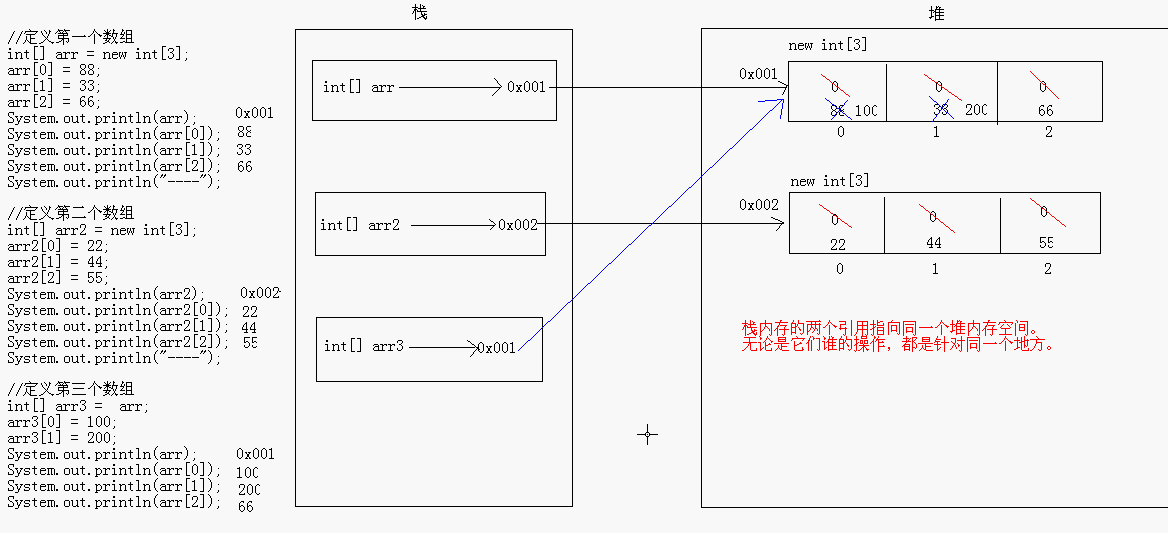 //定义第一个数组
int[] arr = new int[3];
arr[0] = 88;
arr[1] = 33;
arr[2] = 66;
System.out.println(arr); 0x001
System.out.println(arr[0]); 88
System.out.println(arr[1]); 33
System.out.println(arr[2]); 66
System.out.println("----");
//定义第二个数组
int[] arr2 = new int[3];
arr2[0] = 22;
arr2[1] = 44;
arr2[2] = 55;
System.out.println(arr2); 0x002
System.out.println(arr2[0]); 22
System.out.println(arr2[1]); 44
System.out.println(arr2[2]); 55
System.out.println("----");
//定义第三个数组
int[] arr3 = arr;
arr3[0] = 100;
arr3[1] = 200;
System.out.println(arr); 0x001
System.out.println(arr[0]); 100
System.out.println(arr[1]); 200
System.out.println(arr[2]); 66
栈
int[] arr 0x001
int[] arr2 0x002
int[] arr3 0x001
堆
new int[3]
0x001
0 0 0
88 100 33 200 66
0 1 2
new int[3]
0x002
0 0 0
22 44 55
0 1 2
栈内存的两个引用指向同一个堆内存空间。
无论是它们谁的操作，都是针对同一个地方。